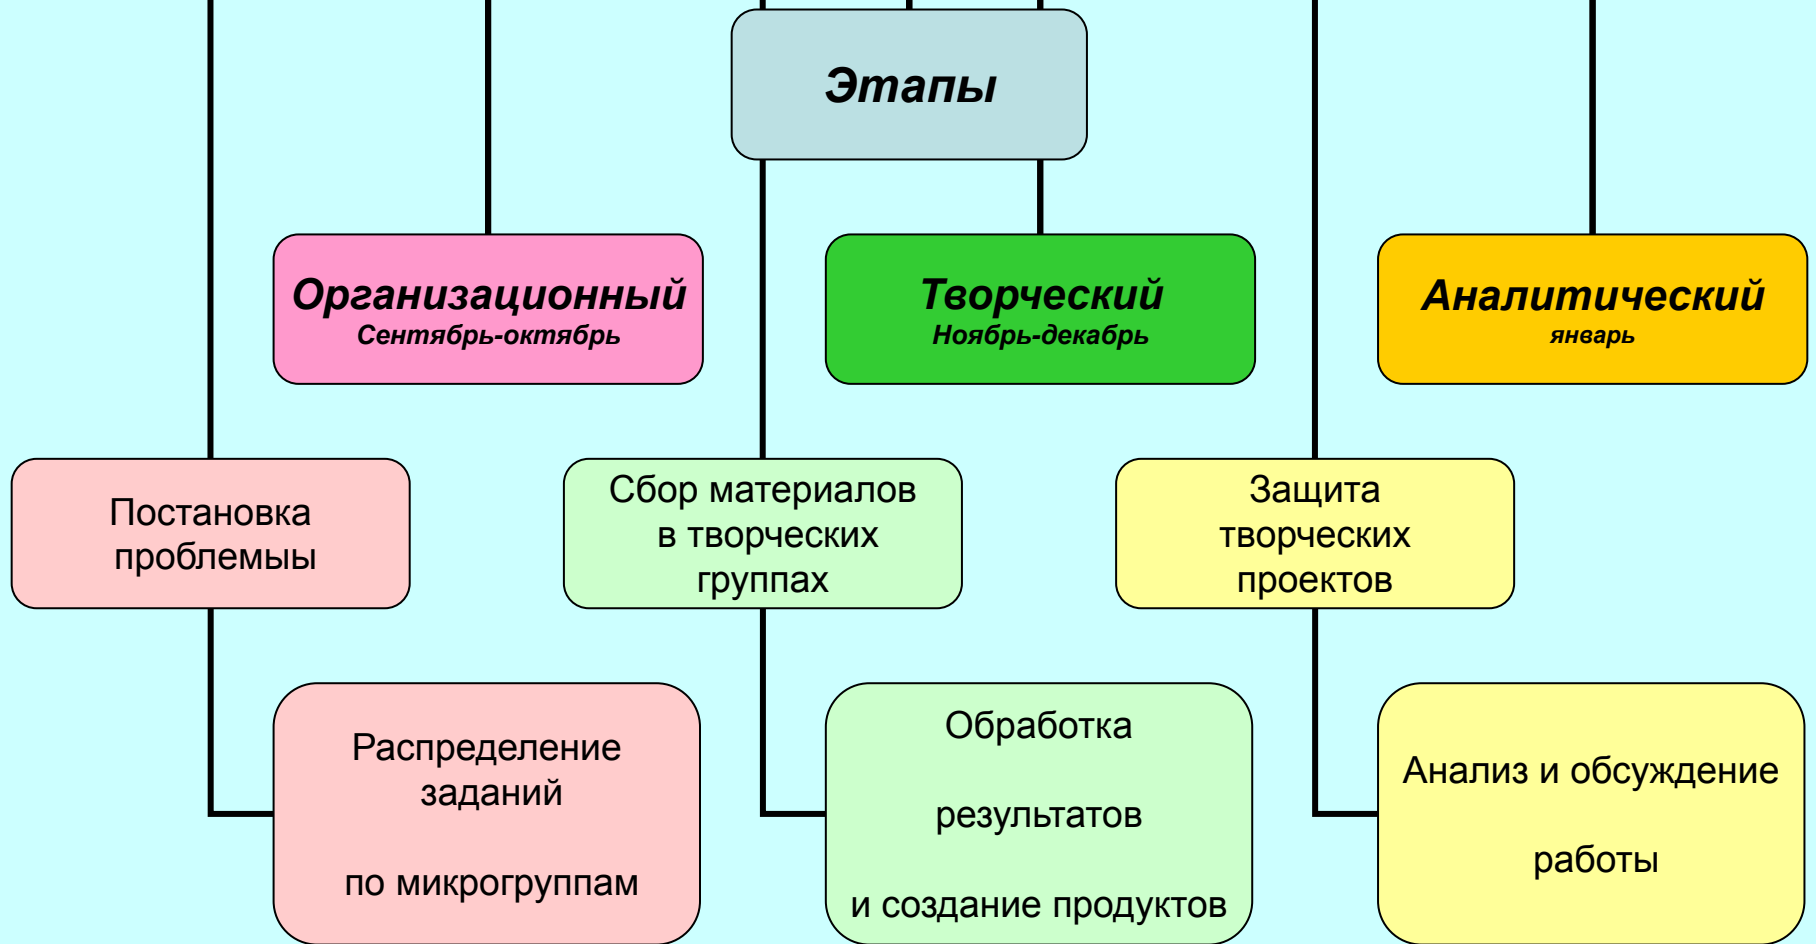 Этапы
Организационный
Сентябрь-октябрь
Творческий
Ноябрь-декабрь
Аналитический
январь
Постановка
проблемыы
Сбор материалов
в творческих
группах
Защита
творческих
проектов
Распределение
заданий
по микрогруппам
Обработка
результатов
и создание продуктов
Анализ и обсуждение
работы